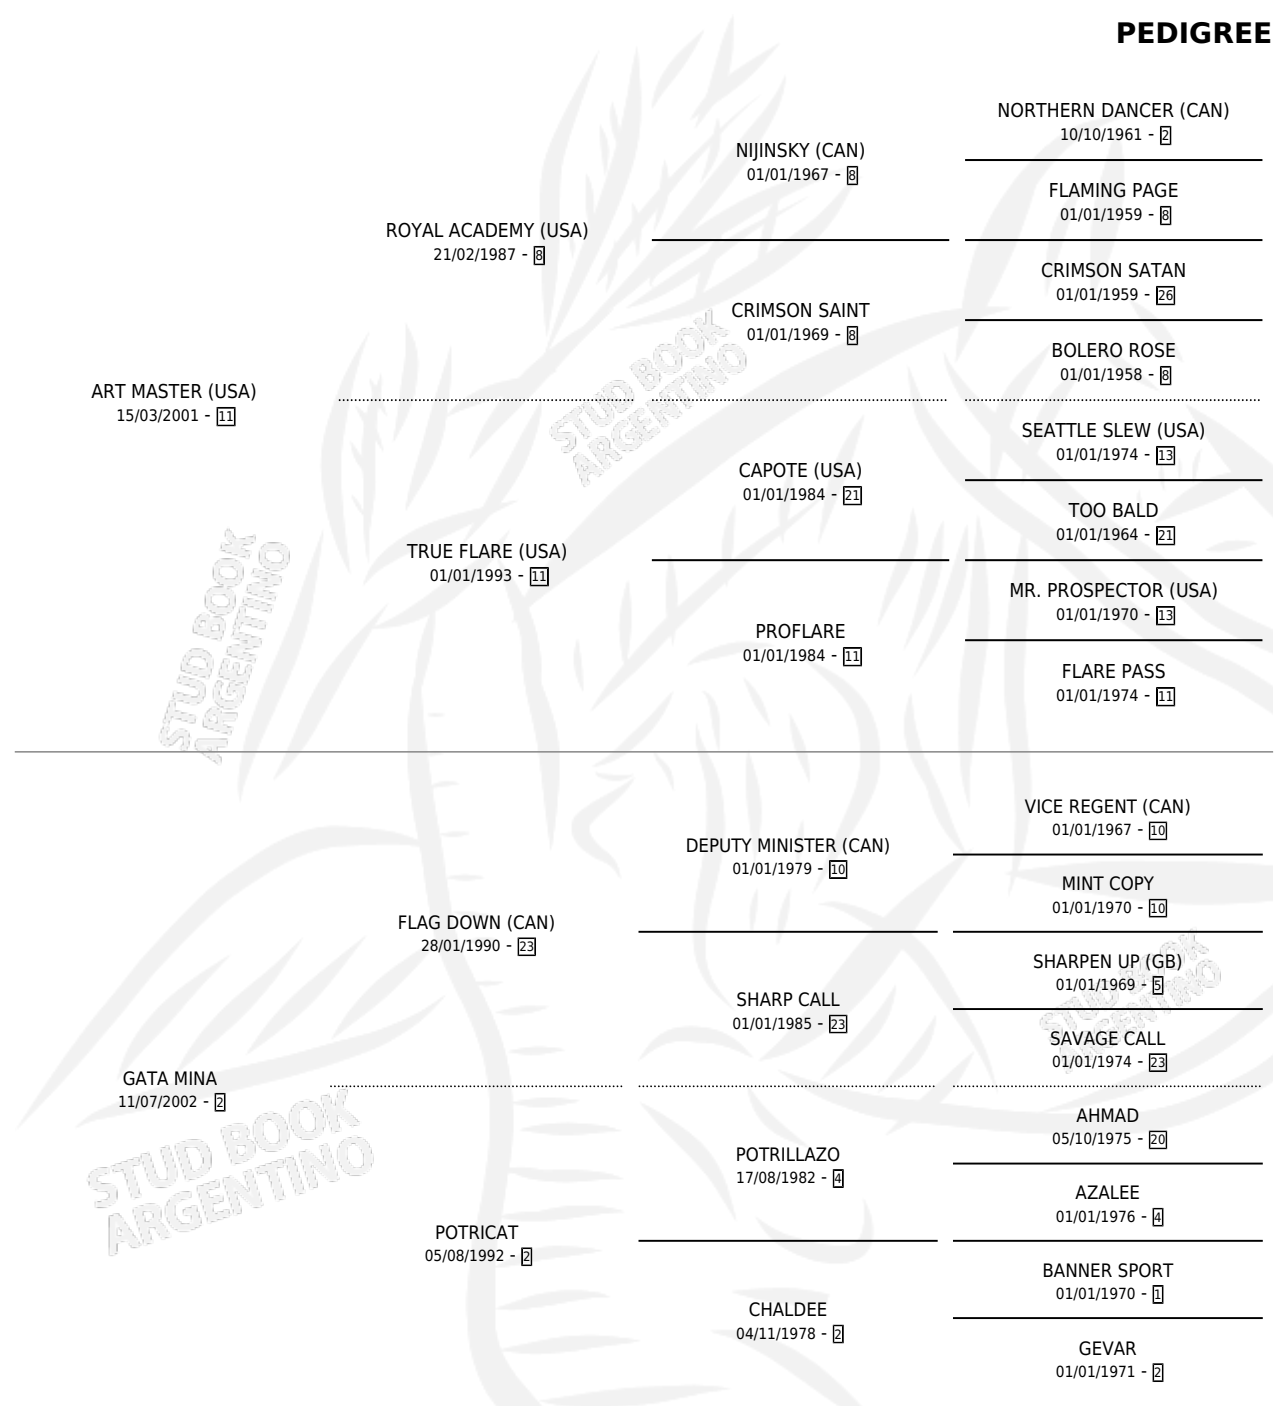 PEDIGREE
NORTHERN DANCER (CAN)
10/10/1961 - 2
NIJINSKY (CAN)
01/01/1967 - 8
FLAMING PAGE
01/01/1959 - 8
ROYAL ACADEMY (USA)
21/02/1987 - 8
CRIMSON SATAN
01/01/1959 - 26
CRIMSON SAINT
01/01/1969 - 8
BOLERO ROSE
01/01/1958 - 8
ART MASTER (USA)
15/03/2001 - 11
STUD BOOK
ARGENTINO
SEATTLE SLEW (USA)
01/01/1974 - 13
CAPOTE (USA)
01/01/1984 - 21
TOO BALD
01/01/1964 - 21
TRUE FLARE (USA)
01/01/1993 - 11
MR. PROSPECTOR (USA)
01/01/1970 - 13
PROFLARE
01/01/1984 - 11
FLARE PASS
01/01/1974 - 11
STUD BOOK
ARGENTINO
VICE REGENT (CAN)
01/01/1967 - 10
DEPUTY MINISTER (CAN)
01/01/1979 - 10
MINT COPY
01/01/1970 - 10
FLAG DOWN (CAN)
28/01/1990 - 23
SHARPEN UP (GB)
01/01/1969 - 5
SHARP CALL
01/01/1985 - 23
STUD BOOK
ARGENTINO
SAVAGE CALL
01/01/1974 - 23
GATA MINA
11/07/2002 - 2
AHMAD
05/10/1975 - 20
POTRILLAZO
17/08/1982 - 4
AZALEE
01/01/1976 - 4
STUD BOOK
ARGENTINO
POTRICAT
05/08/1992 - 2
BANNER SPORT
01/01/1970 - 1
CHALDEE
04/11/1978 - 2
GEVAR
01/01/1971 - 2